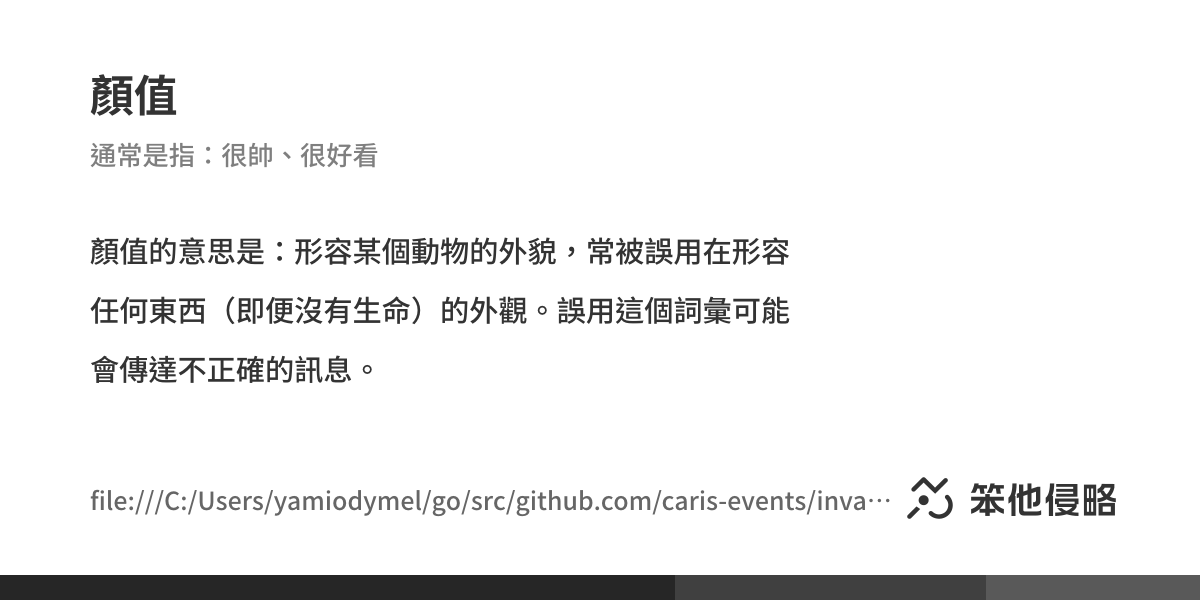 顏值
通常是指：很帥、很好看
顏值的意思是：形容某個動物的外貌，常被誤用在形容
任何東西（即便沒有生命）的外觀。誤用這個詞彙可能
會傳達不正確的訊息。
file:///C:/Users/yamiodymel/go/src/github.com/caris-events/inva…
笨他侵略